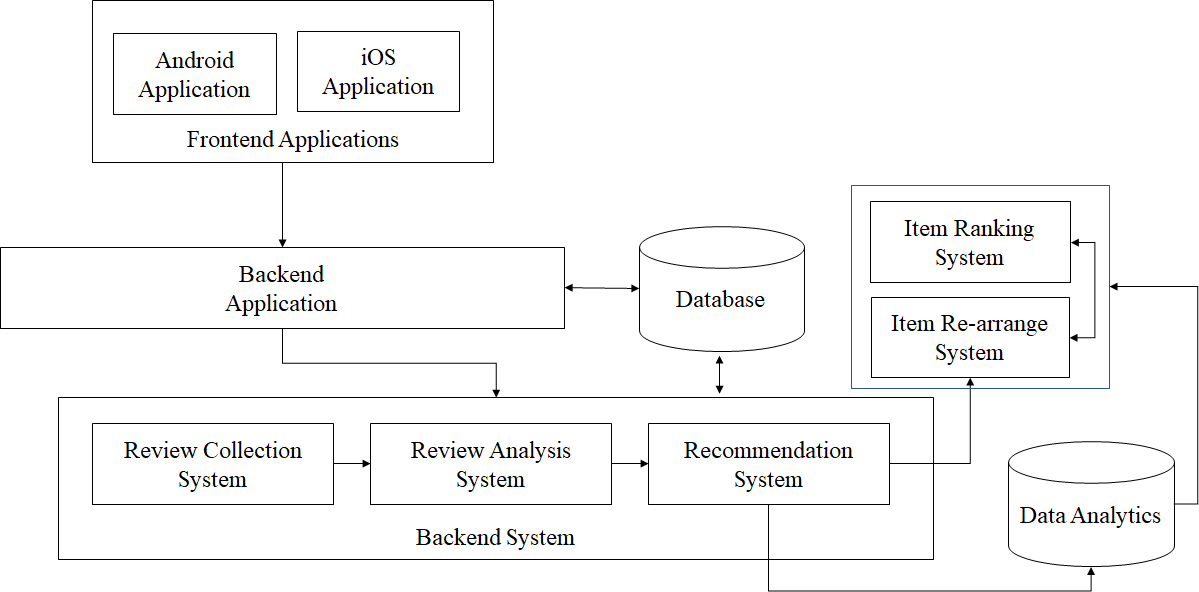 Android
Application
iOS
Application
Frontend Applications
Backend
Application
Database
Item Ranking
System
Item Re-arrange
System
Review Collection
System
Review Analysis
System
Recommendation
System
Backend System
Data Analytics